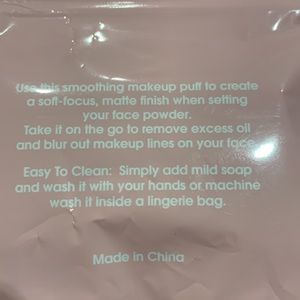 Use this smoothing makeup puff to create
a soft-focus, matte finish when setting
your face powder.
Take it on the go to remove excess oil
and blur out makeup lines on your face
Easy To Clean: Simply add mild soap
and wash it with your hands or machine
wash it inside a lingerie bag.
Made in China